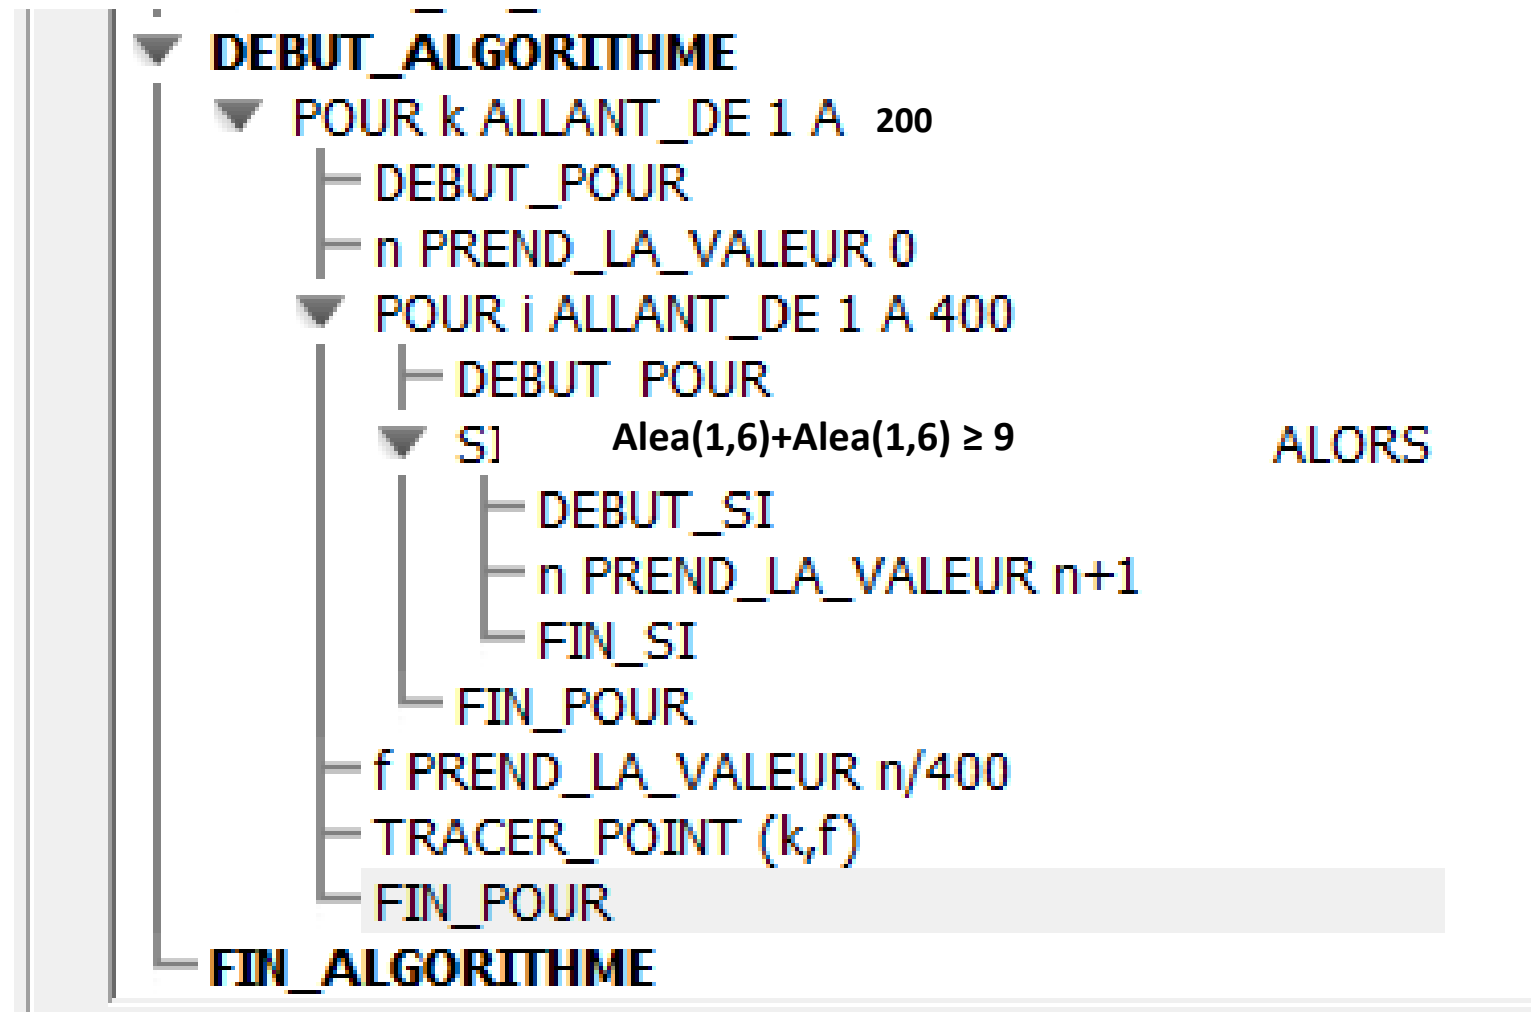 DEBUT_ALGORITHME
POUR k ALLANT_DE 1 A 200
DEBUT_POUR
n PREND_LA_VALEUR 0
POUR i ALLANT_DE 1 A 400
DEBUT POUR
SI Alea(1,6)+Alea(1,6) ≥ 9 ALORS
DEBUT_SI
n PREND_LA_VALEUR n+1
FIN_SI
FIN_POUR
f PREND_LA_VALEUR n/400
TRACER_POINT (k,f)
FIN_POUR
FIN_ALGORITHME